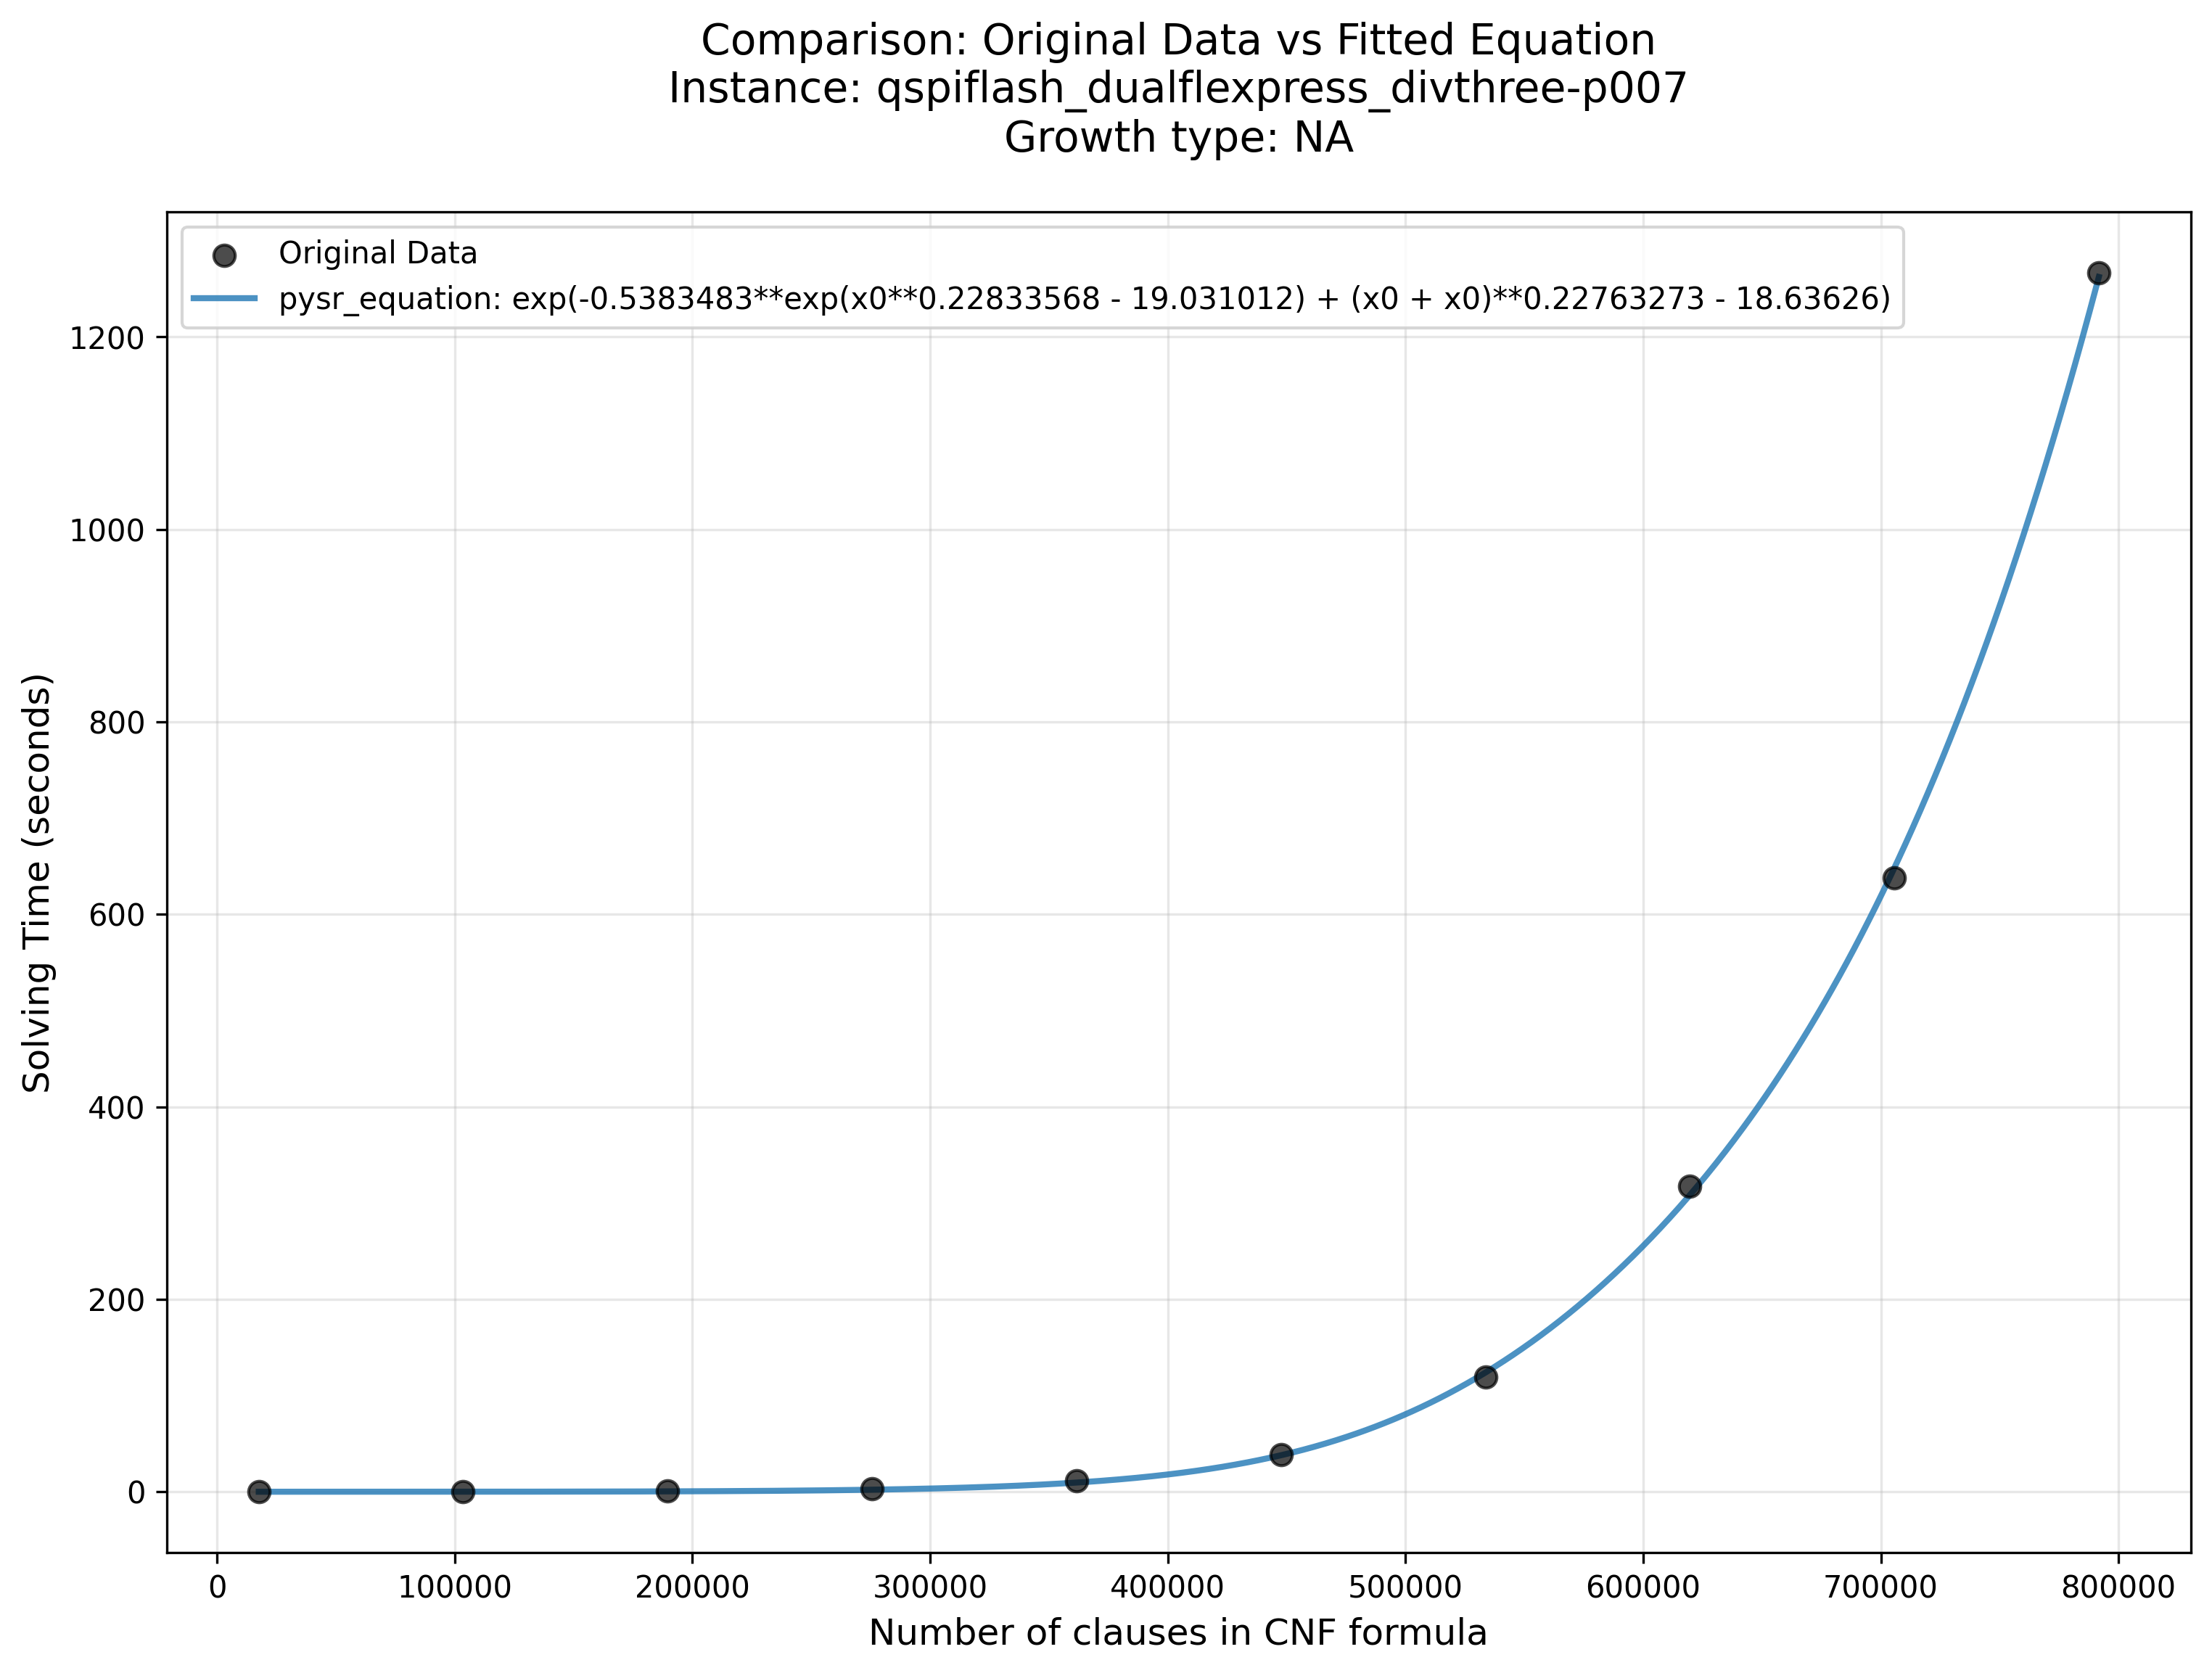 Comparison: Original Data vs Fitted Equation
Instance: qspiflash_dualflexpress_divthree-p007
Growth type: NA
Original Data
pysr_equation: exp(-0.5383483**exp(x0**0.22833568 - 19.031012) + (x0 + x0)**0.22763273 - 18.63626)
1200
1000
800
600
400
200
0
Solving Time (seconds)
0 100000 200000 300000 400000 500000 600000 700000 800000
Number of clauses in CNF formula